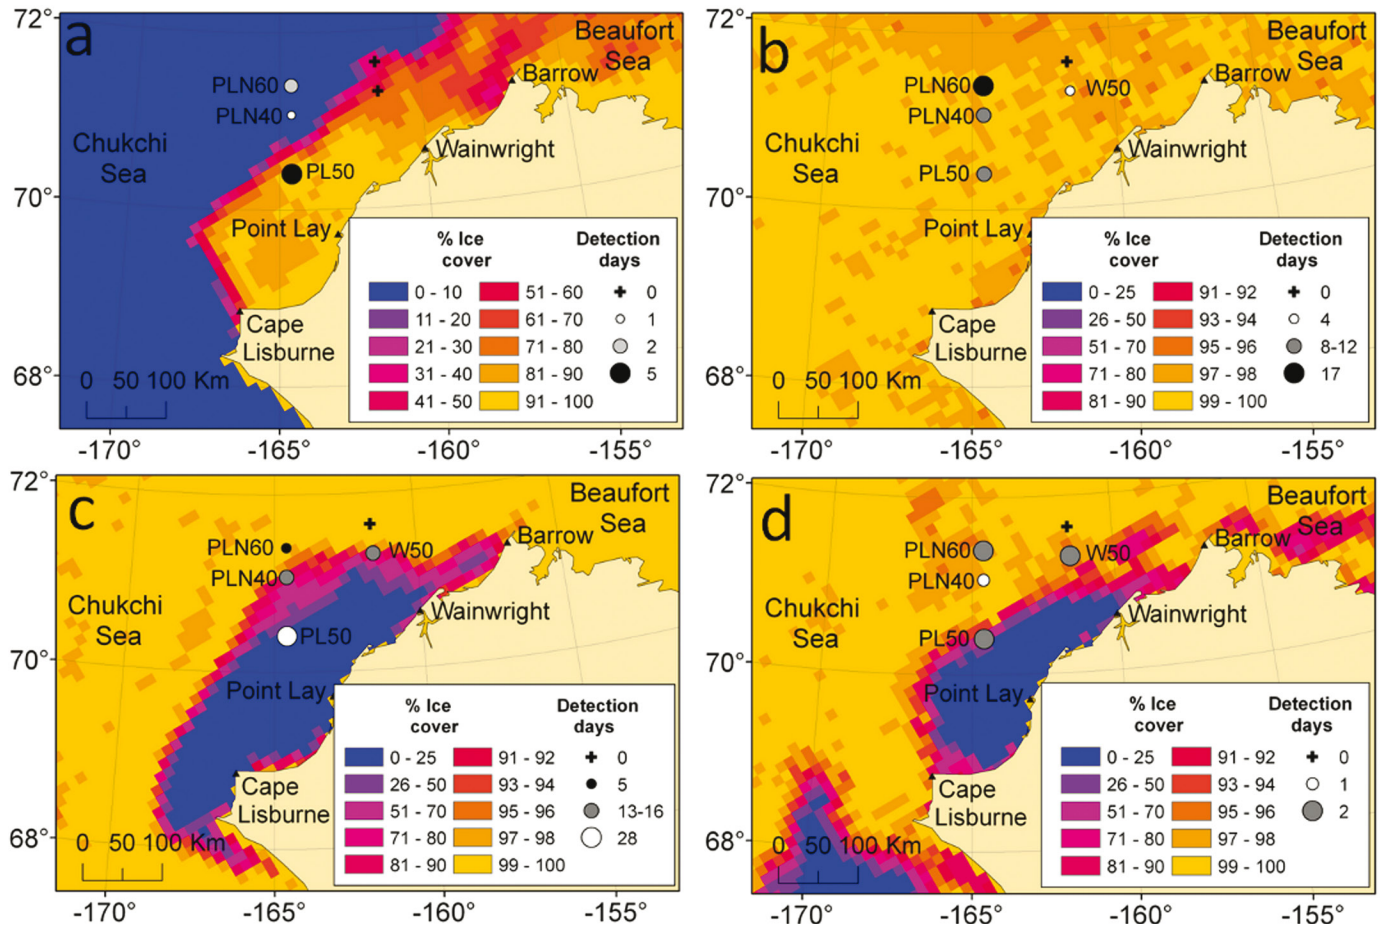 72°
a
Beaufort
Sea
Barrow
PLN60
PLN40
Chukchi
Sea
Wainwright
PL50
70°
Point Lay
% Ice
cover
Detection
days
0 - 10
51 - 60
0
11 - 20
61 - 70
1
21 - 30
71 - 80
2
31 - 40
81 - 90
5
41 - 50
91 - 100
Cape
Lisburne
68°
0 50 100 Km
-170°
-165°
-160°
-155°
72°
b
Beaufort
Sea
Barrow
PLN60
W50
PLN40
Chukchi
Sea
Wainwright
PL50
70°
Point Lay
% Ice
cover
Detection
days
0 - 25
91 - 92
0
26 - 50
93 - 94
4
51 - 70
95 - 96
8-12
71 - 80
97 - 98
17
81 - 90
99 - 100
Cape
Lisburne
68°
0 50 100 Km
-170°
-165°
-160°
-155°
72°
c
Beaufort
Sea
Barrow
PLN60
W50
PLN40
Chukchi
Sea
Wainwright
PL50
70°
Point Lay
% Ice
cover
Detection
days
0 - 25
91 - 92
0
26 - 50
93 - 94
5
51 - 70
95 - 96
13-16
71 - 80
97 - 98
28
81 - 90
99 - 100
Cape
Lisburne
68°
0 50 100 Km
-170°
-165°
-160°
-155°
72°
d
Beaufort
Sea
Barrow
PLN60
W50
PLN40
Chukchi
Sea
Wainwright
PL50
70°
Point Lay
% Ice
cover
Detection
days
0 - 25
91 - 92
0
26 - 50
93 - 94
1
51 - 70
95 - 96
2
71 - 80
97 - 98
81 - 90
99 - 100
Cape
Lisburne
68°
0 50 100 Km
-170°
-165°
-160°
-155°